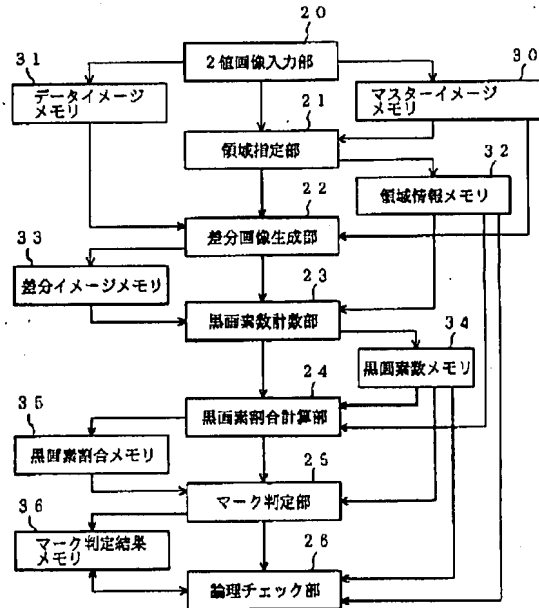 20
2値画像入力部
31
データイメージ
メモリ
30
マスターイメージ
メモリ
21
領域指定部
32
領域情報メモリ
22
差分画像生成部
33
差分イメージメモリ
23
黒画素数計数部
34
黒画素数メモリ
24
黒画素割合計算部
35
黒画素割合メモリ
25
マーク判定部
36
マーク判定結果
メモリ
26
論理チェック部